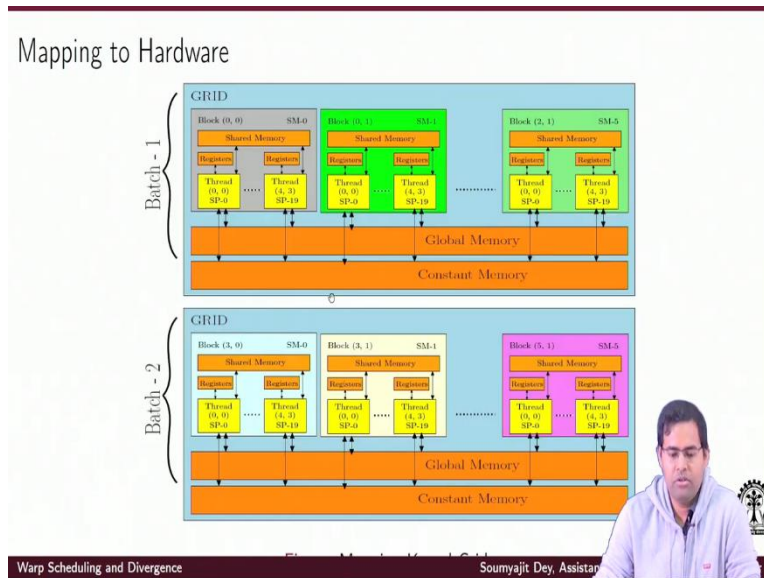 Mapping to Hardware
Batch - 1
GRID
Block (0, 0) SM-0
Shared Memory
Registers Registers
Thread (0, 0) SP-0 ..... Thread (4, 3) SP-19
Block (0, 1) SM-1
Shared Memory
Registers Registers
Thread (0, 0) SP-0 ..... Thread (4, 3) SP-19
Block (2, 1) SM-5
Shared Memory
Registers Registers
Thread (0, 0) SP-0 ..... Thread (4, 3) SP-19
Global Memory
Constant Memory
Batch - 2
GRID
Block (3, 0) SM-0
Shared Memory
Registers Registers
Thread (0, 0) SP-0 ..... Thread (4, 3) SP-19
Block (3, 1) SM-1
Shared Memory
Registers Registers
Thread (0, 0) SP-0 ..... Thread (4, 3) SP-19
Block (5, 1) SM-5
Shared Memory
Registers Registers
Thread (0, 0) SP-0 ..... Thread (4, 3) SP-19
Global Memory
Constant Memory
Warp Scheduling and Divergence Soumyajit Dey, Assistan